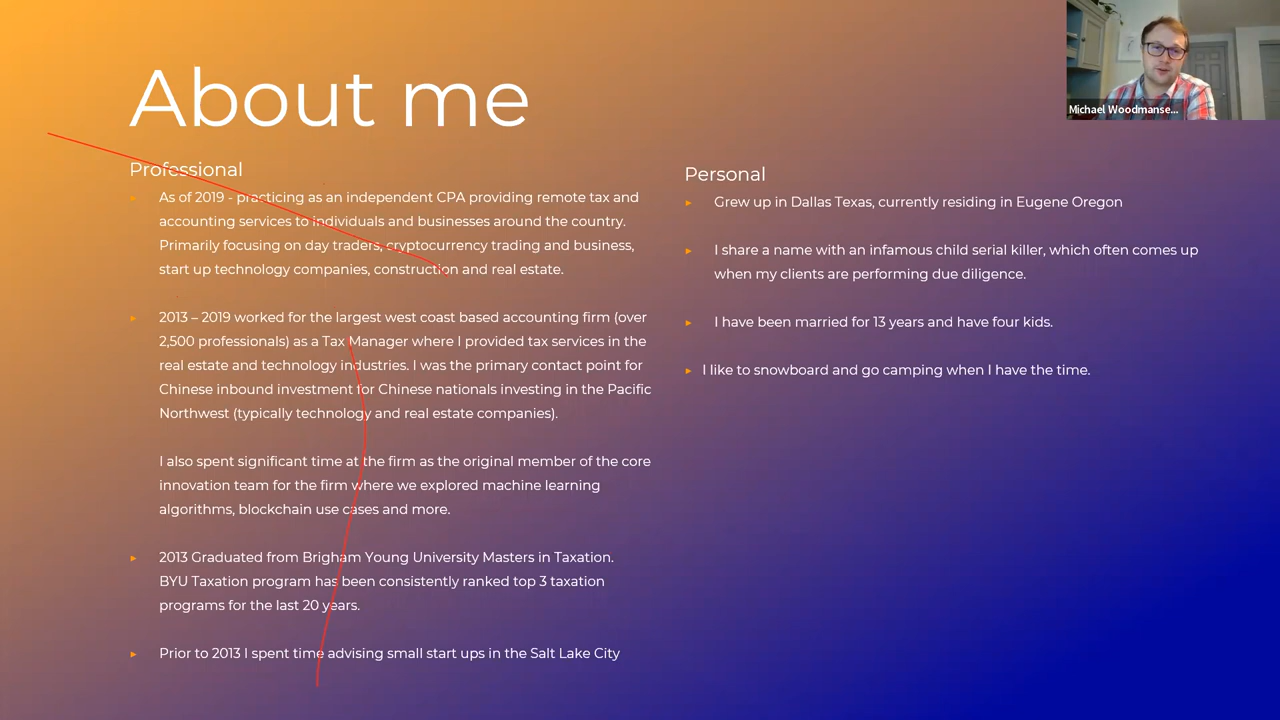 About me
Professional
As of 2019 - practicing as an independent CPA providing remote tax and
accounting services to individuals and businesses around the country.
Primarily focusing on day traders, cryptocurrency trading and business,
start up technology companies, construction and real estate.
2013 – 2019 worked for the largest west coast based accounting firm (over
2,500 professionals) as a Tax Manager where I provided tax services in the
real estate and technology industries. I was the primary contact point for
Chinese inbound investment for Chinese nationals investing in the Pacific
Northwest (typically technology and real estate companies).
I also spent significant time at the firm as the original member of the core
innovation team for the firm where we explored machine learning
algorithms, blockchain use cases and more.
2013 Graduated from Brigham Young University Masters in Taxation.
BYU Taxation program has been consistently ranked top 3 taxation
programs for the last 20 years.
Prior to 2013 I spent time advising small start ups in the Salt Lake City
Personal
Grew up in Dallas Texas, currently residing in Eugene Oregon
I share a name with an infamous child serial killer, which often comes up
when my clients are performing due diligence.
I have been married for 13 years and have four kids.
I like to snowboard and go camping when I have the time.
Michael Woodmanse...